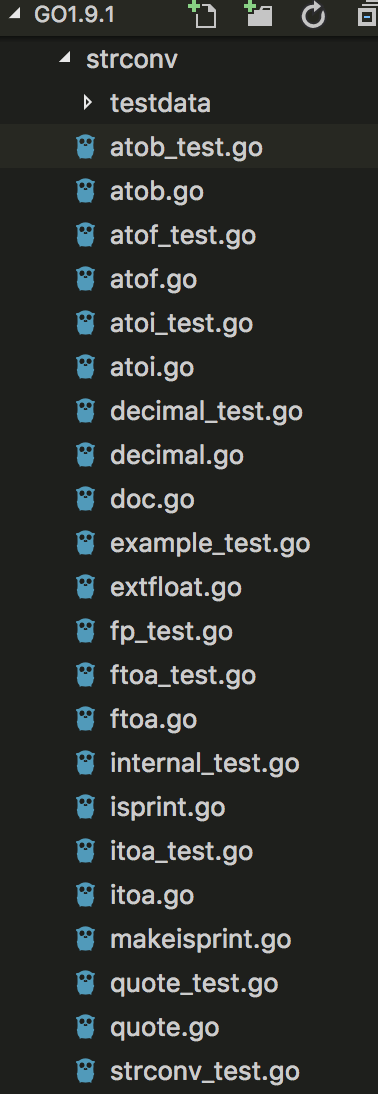 GO1.9.1
strconv
testdata
atob_test.go
atob.go
atof_test.go
atof.go
atoi_test.go
atoi.go
decimal_test.go
decimal.go
doc.go
example_test.go
extfloat.go
fp_test.go
ftoa_test.go
ftoa.go
internal_test.go
isprint.go
itoa_test.go
itoa.go
makeisprint.go
quote_test.go
quote.go
strconv_test.go